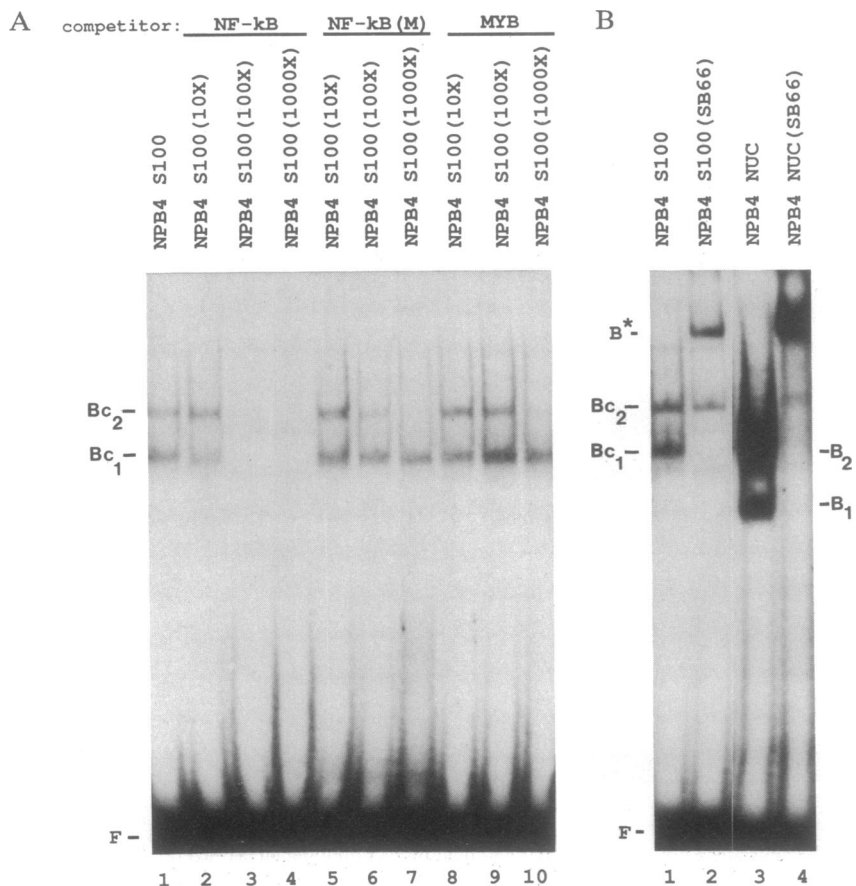 A
competitor: NF-kB NF-kB(M) MYB
NPB4 S100
NPB4 S100(10X)
NPB4 S100(100X)
NPB4 S100(1000X)
NPB4 S100(10X)
NPB4 S100(100X)
NPB4 S100(1000X)
NPB4 S100(10X)
NPB4 S100(100X)
NPB4 S100(1000X)
Bc2-
Bc1-
F-
1 2 3 4 5 6 7 8 9 10
B
NPB4 S100
NPB4 S100(SB66)
NPB4 NUC
NPB4 NUC(SB66)
B*-
Bc2-
Bc1-
-B2
-B1
F-
1 2 3 4